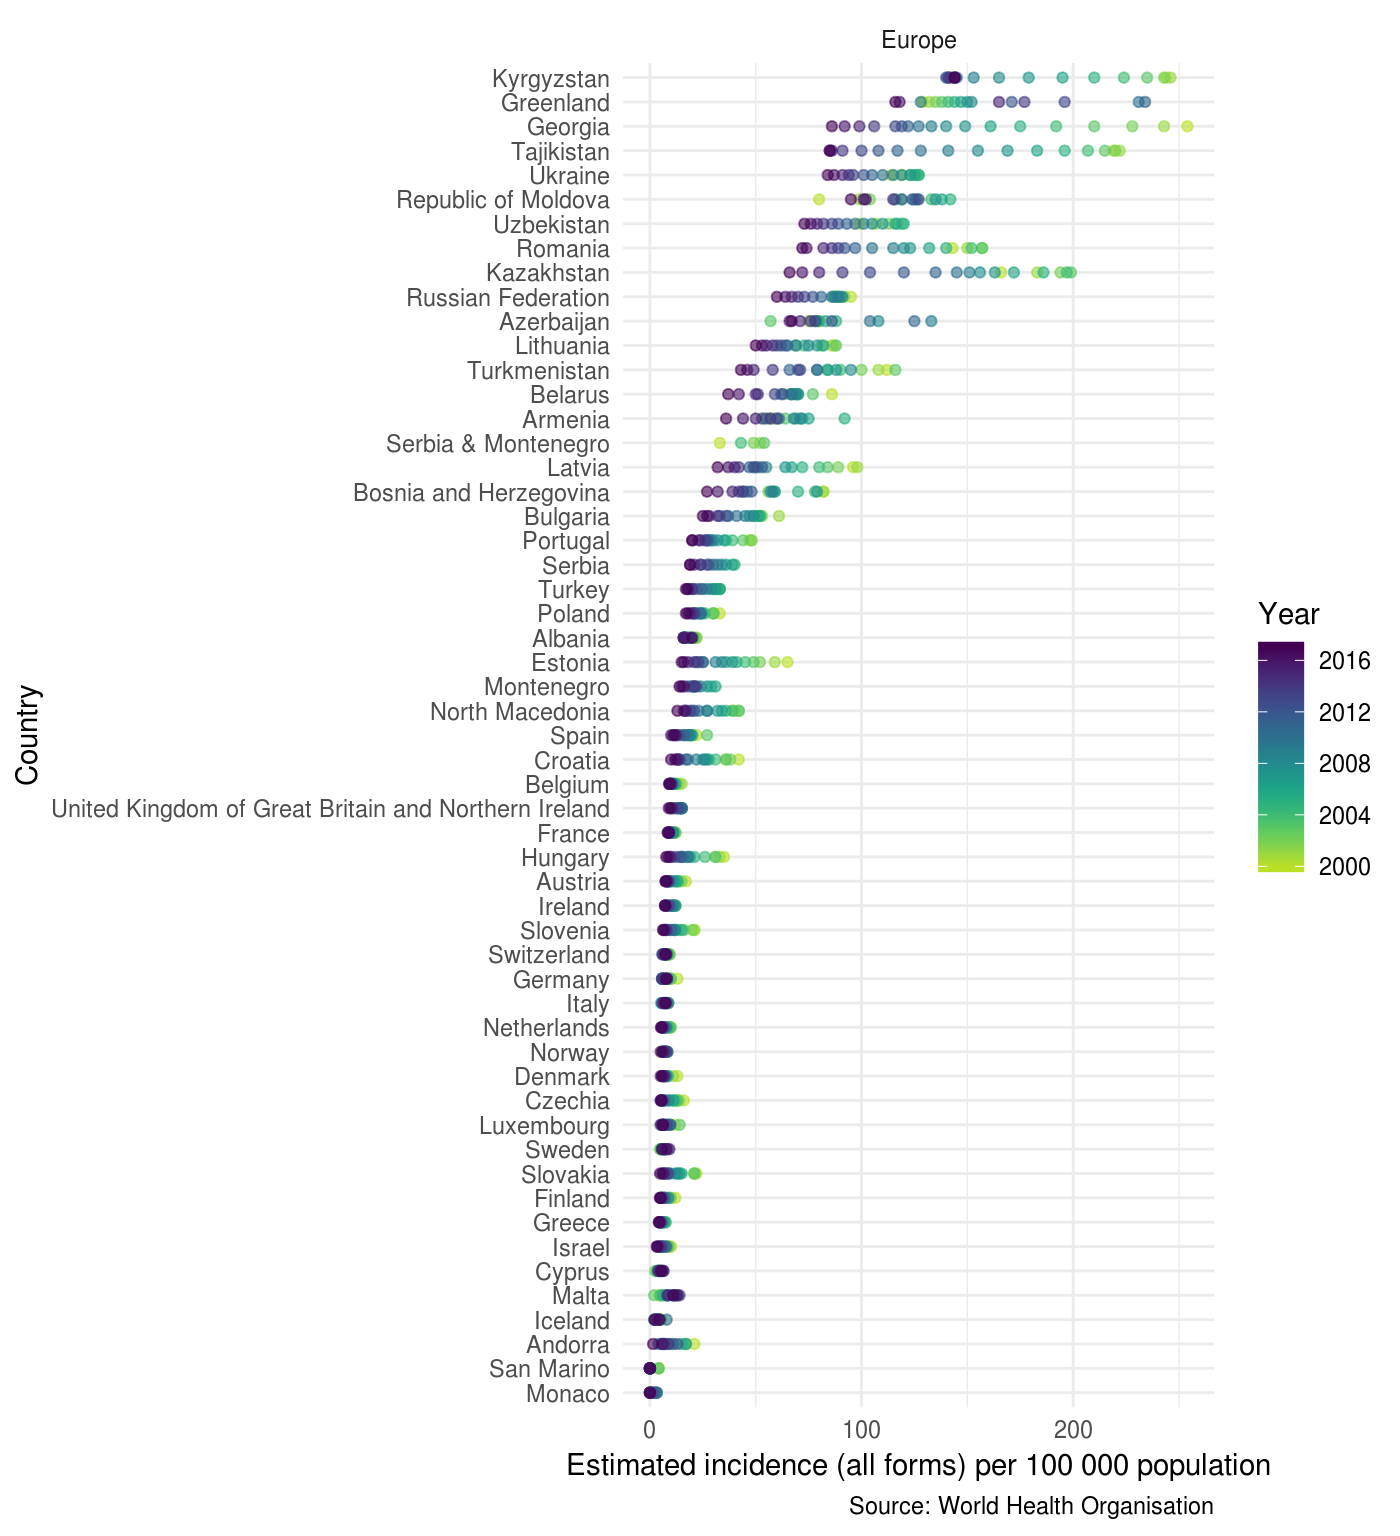 Europe
Kyrgyzstan
Greenland
Georgia
Tajikistan
Ukraine
Republic of Moldova
Uzbekistan
Romania
Kazakhstan
Russian Federation
Azerbaijan
Lithuania
Turkmenistan
Belarus
Armenia
Serbia & Montenegro
Latvia
Bosnia and Herzegovina
Bulgaria
Portugal
Serbia
Turkey
Poland
Albania
Estonia
Montenegro
North Macedonia
Spain
Croatia
Belgium
United Kingdom of Great Britain and Northern Ireland
France
Hungary
Austria
Ireland
Slovenia
Switzerland
Germany
Italy
Netherlands
Norway
Denmark
Czechia
Luxembourg
Sweden
Slovakia
Finland
Greece
Israel
Cyprus
Malta
Iceland
Andorra
San Marino
Monaco
Country
0 100 200
Estimated incidence (all forms) per 100 000 population
Source: World Health Organisation
Year
2016
2012
2008
2004
2000